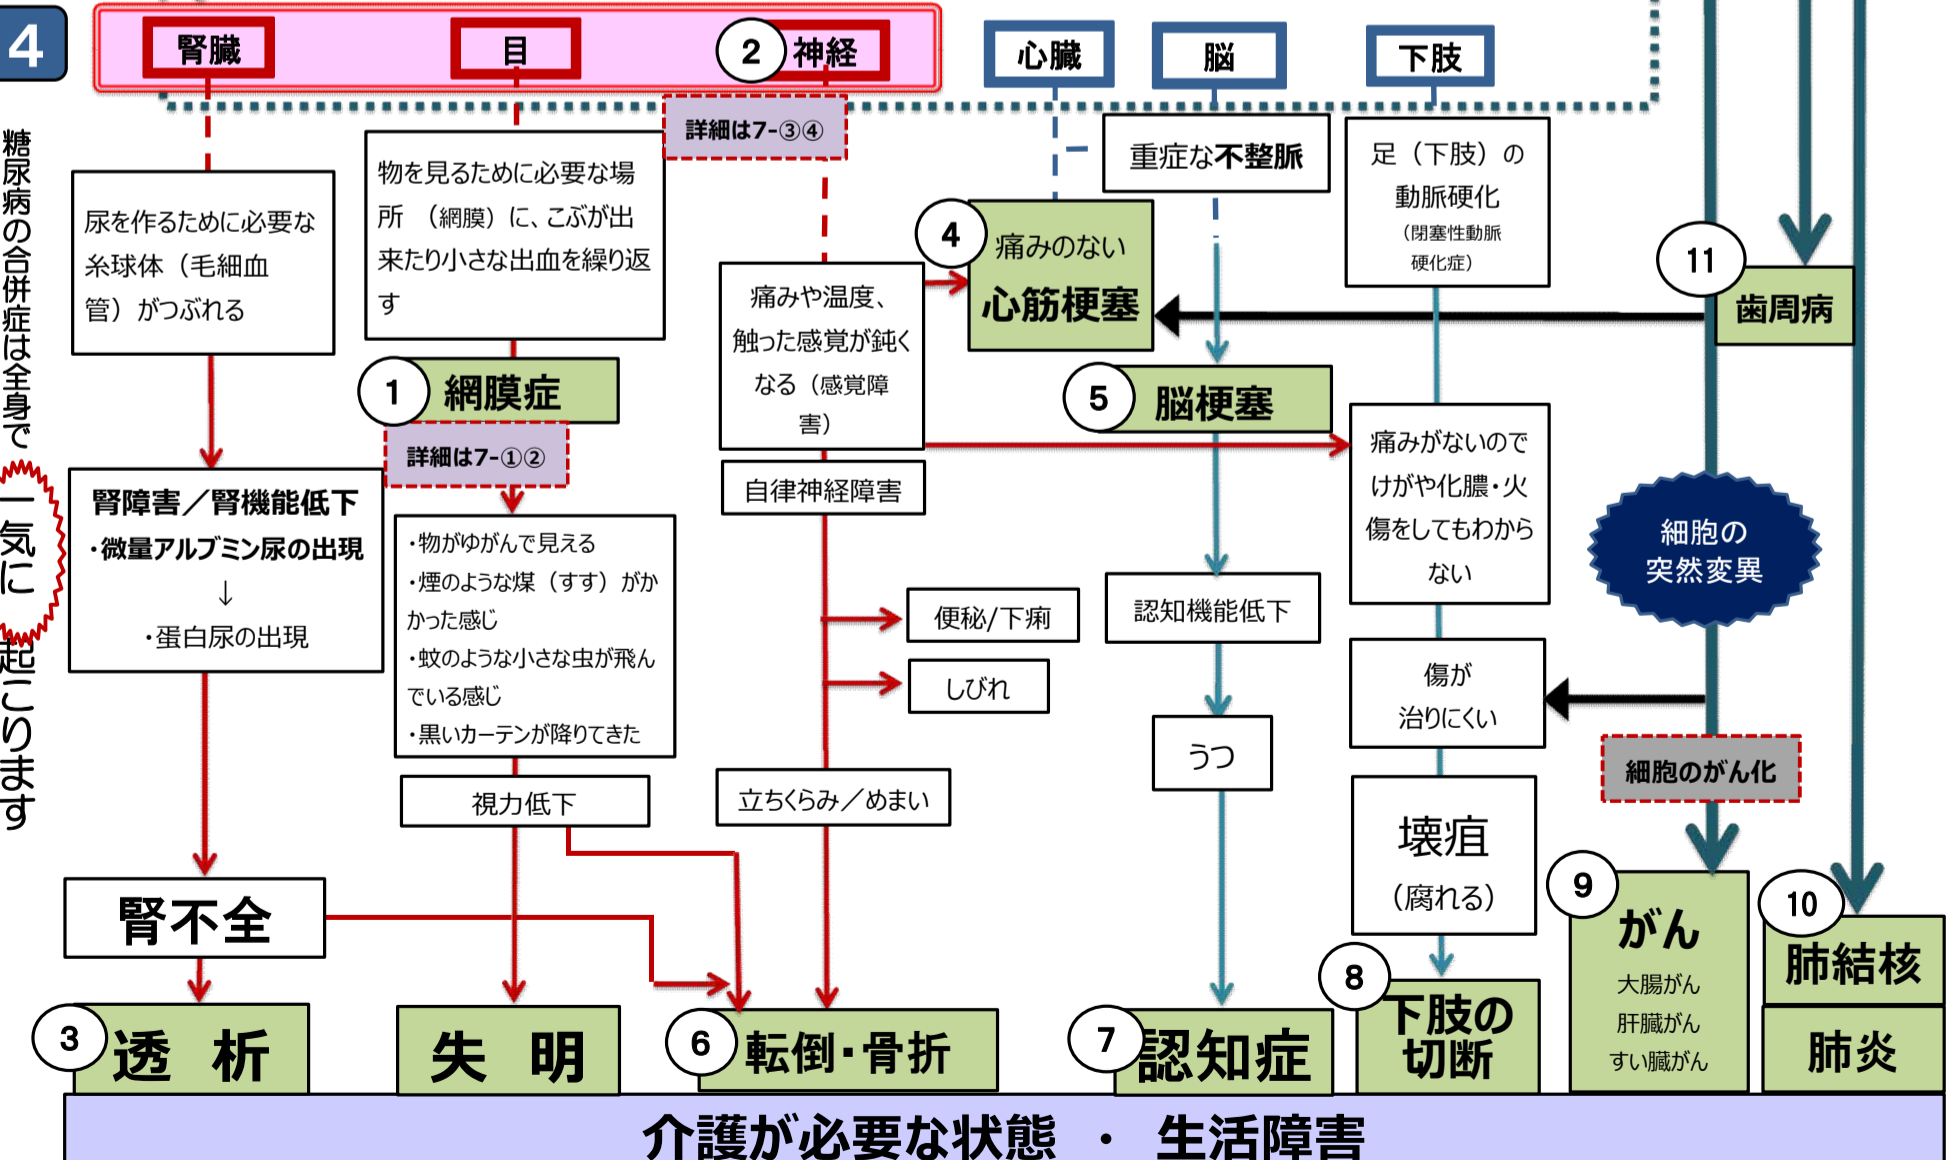 4
糖尿病の合併症は全身で
一気に
起こります
腎臓
目
② 神経
心臓
脳
下肢
詳細は7-③④
尿を作るために必要な
糸球体（毛細血
管）がつぶれる
物を見るために必要な場
所 （網膜）に、こぶが出
来たり小さな出血を繰り返
す
重症な不整脈
足（下肢）の
動脈硬化
（閉塞性動脈
硬化症）
④ 痛みのない
心筋梗塞
痛みや温度、
触った感覚が鈍く
なる（感覚障
害）
⑪ 歯周病
① 網膜症
詳細は7-①②
⑤ 脳梗塞
痛みがないので
けがや化膿・火
傷をしてもわから
ない
腎障害／腎機能低下
・微量アルブミン尿の出現
↓
・蛋白尿の出現
自律神経障害
・物がゆがんで見える
・煙のような煤（すす）がか
かった感じ
・蚊のような小さな虫が飛ん
でいる感じ
・黒いカーテンが降りてきた
細胞の
突然変異
便秘/下痢
しびれ
認知機能低下
傷が
治りにくい
うつ
細胞のがん化
視力低下
立ちくらみ／めまい
壊疽
（腐れる）
腎不全
⑨ がん
大腸がん
肝臓がん
すい臓がん
⑩ 肺結核
肺炎
③ 透 析
失 明
⑥ 転倒・骨折
⑦ 認知症
⑧ 下肢の
切断
介護が必要な状態 ・ 生活障害